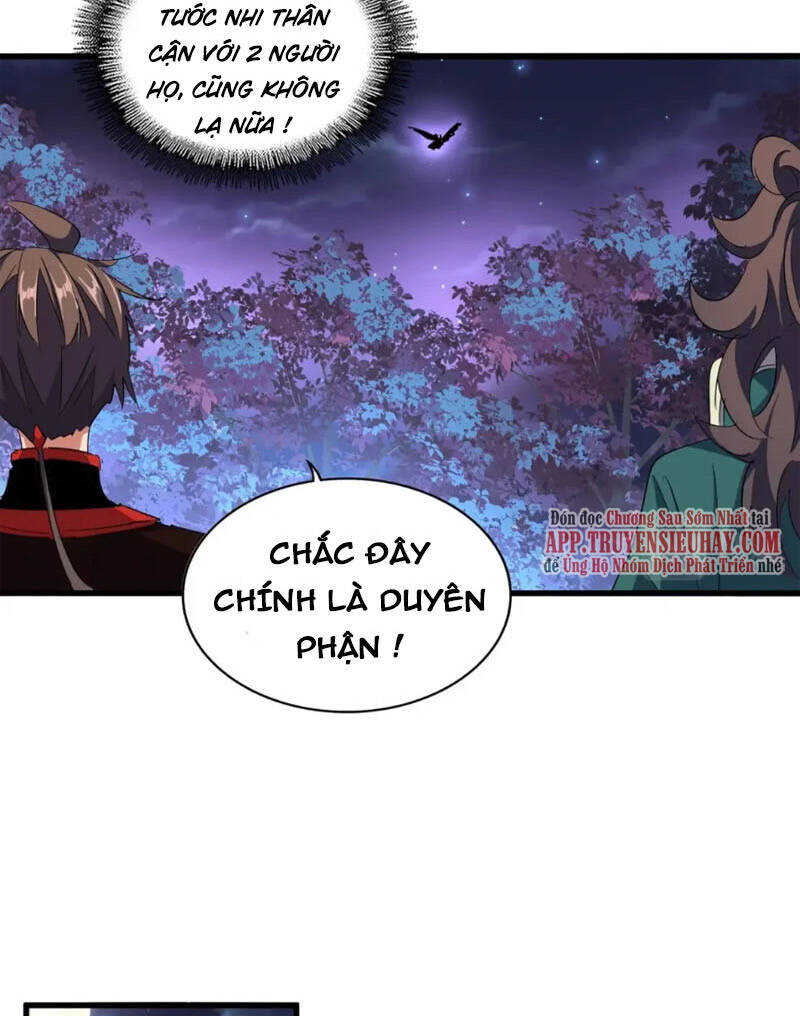 TƯỚC NHI THÂN
CẬN VỚI 2 NGƯỜI
HỌ, CŨNG KHÔNG
LẠ NỮA !
Đón đọc Chương Sau Sớm Nhất tại
APP.TRUYENSIEUHAY.COM
để Ủng Hộ Nhóm Dịch Phát Triển nhé
CHẮC ĐÂY
CHÍNH LÀ DUYÊN
PHẬN !